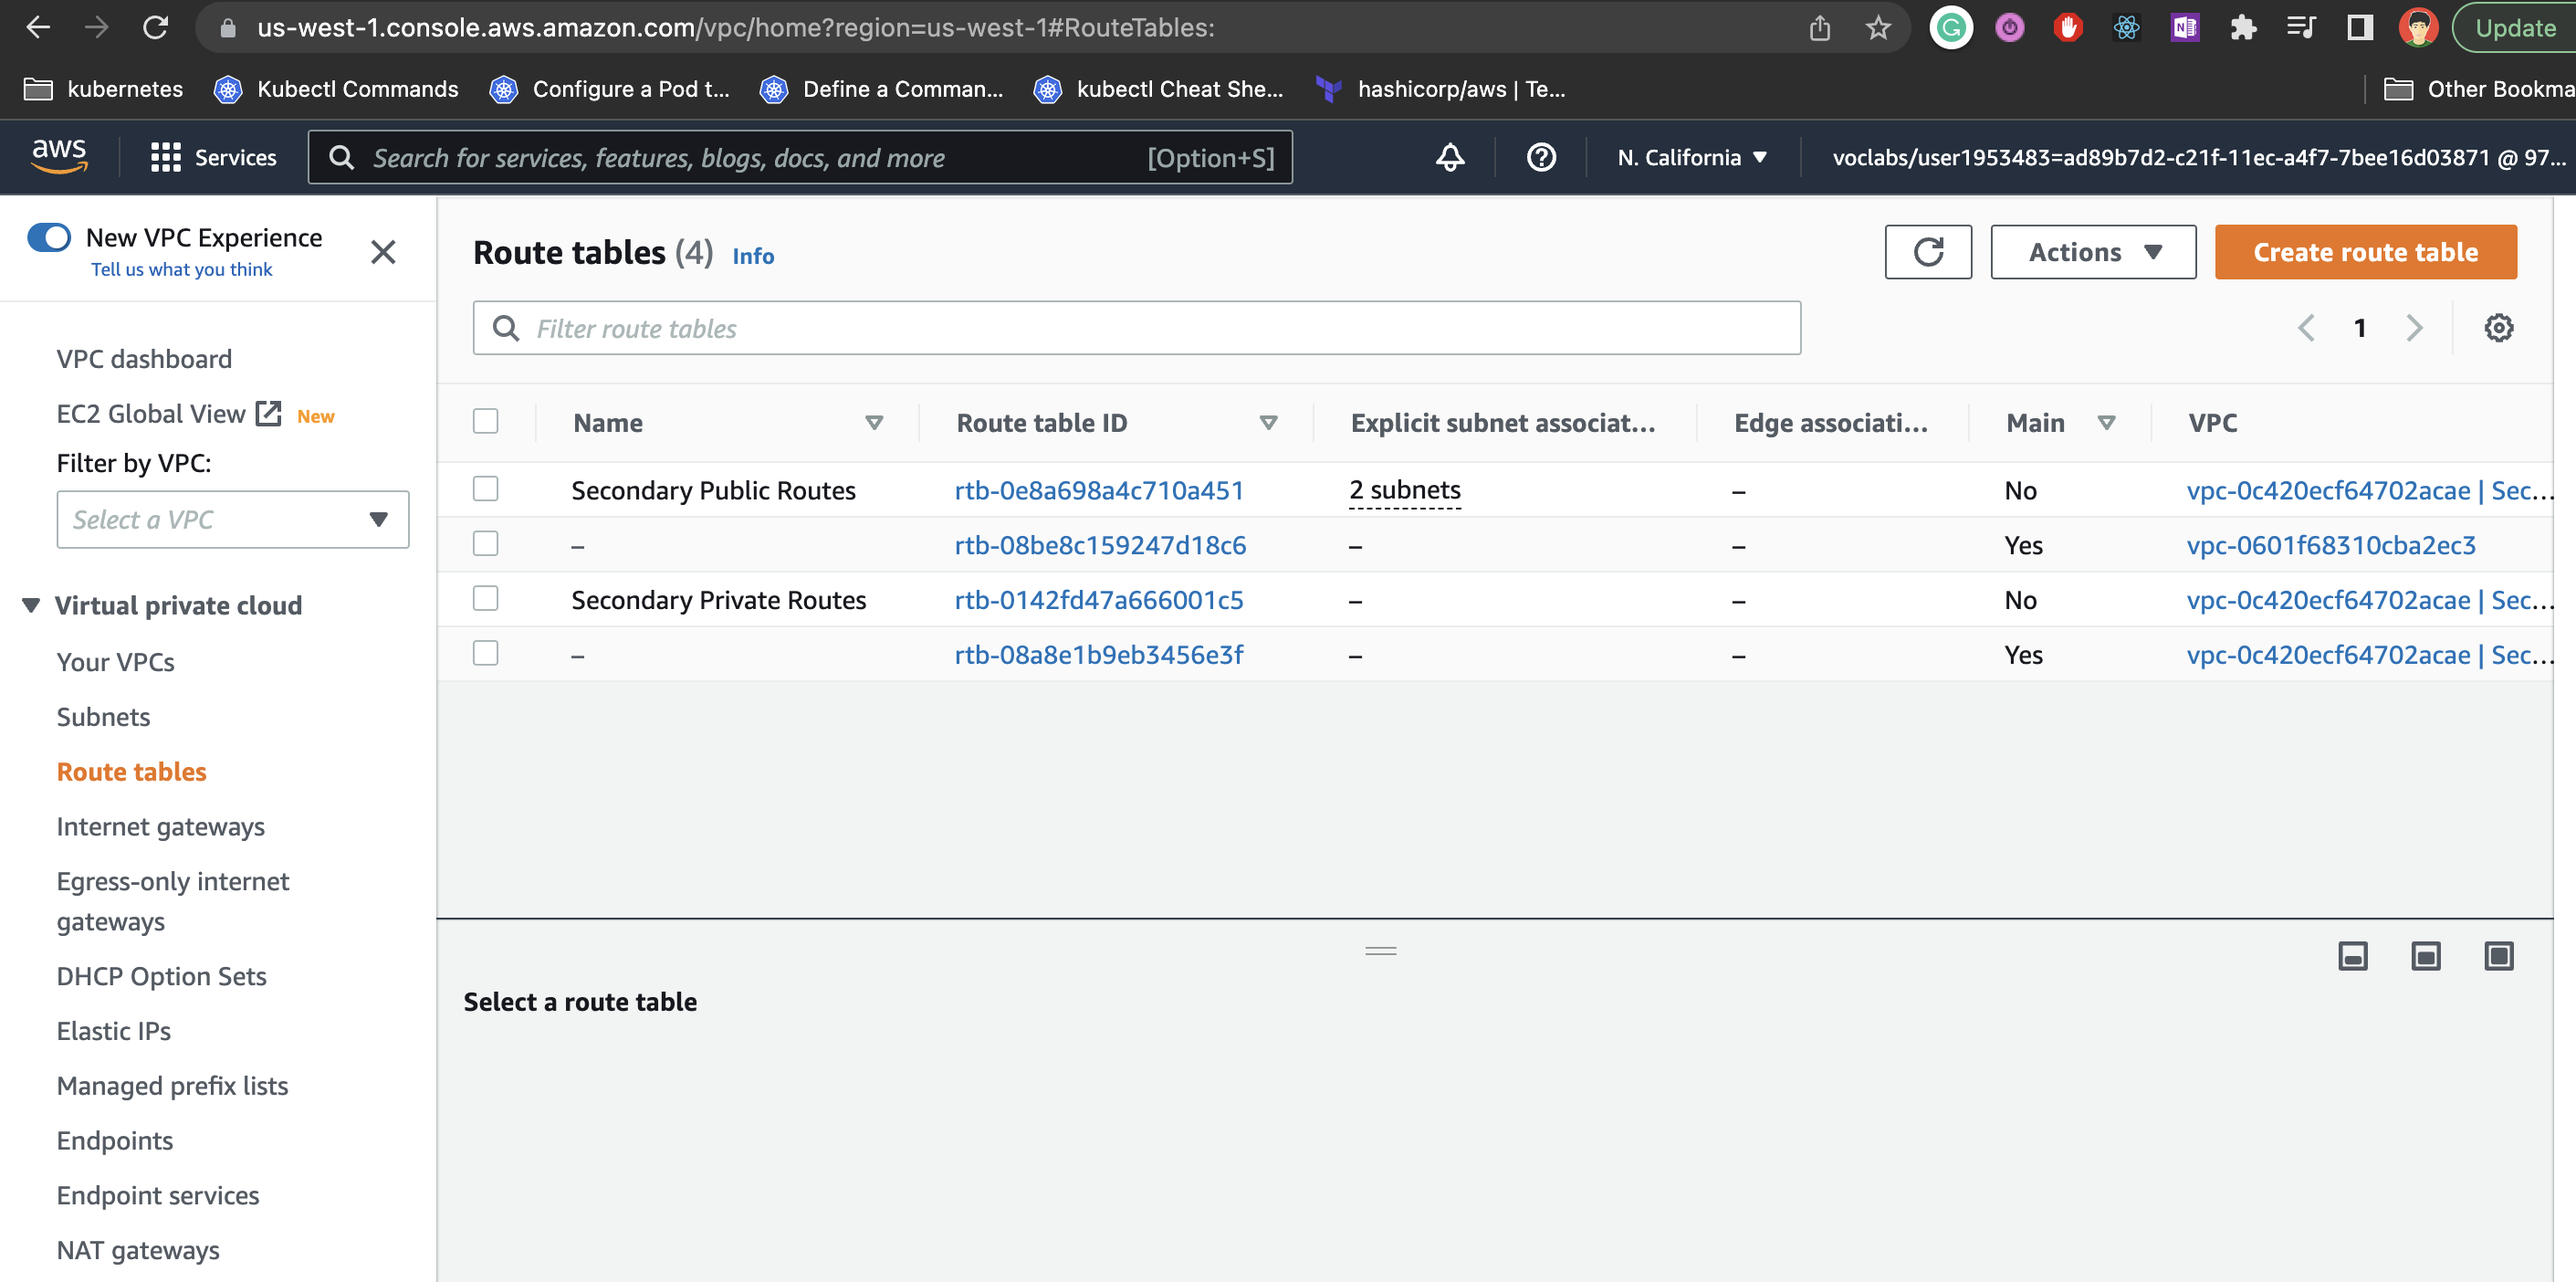 us-west-1.console.aws.amazon.com/vpc/home?region=us-west-1#RouteTables:
Update
kubernetes
Kubectl Commands
Configure a Pod t...
Define a Comman...
kubectl Cheat She...
hashicorp/aws | Te...
Other Bookma
aws
Services
Search for services, features, blogs, docs, and more
[Option+S]
N. California
voclabs/user1953483=ad89b7d2-c21f-11ec-a4f7-7bee16d03871 @ 97...
New VPC Experience
Tell us what you think
VPC dashboard
EC2 Global View New
Filter by VPC:
Select a VPC
Virtual private cloud
Your VPCs
Subnets
Route tables
Internet gateways
Egress-only internet
gateways
DHCP Option Sets
Elastic IPs
Managed prefix lists
Endpoints
Endpoint services
NAT gateways
Route tables (4) Info
Actions
Create route table
Filter route tables
1
Name Route table ID Explicit subnet associat... Edge associati... Main VPC
Secondary Public Routes rtb-0e8a698a4c710a451 2 subnets – No vpc-0c420ecf64702acae | Sec...
– rtb-08be8c159247d18c6 – – Yes vpc-0601f68310cba2ec3
Secondary Private Routes rtb-0142fd47a666001c5 – – No vpc-0c420ecf64702acae | Sec...
– rtb-08a8e1b9eb3456e3f – – Yes vpc-0c420ecf64702acae | Sec...
Select a route table